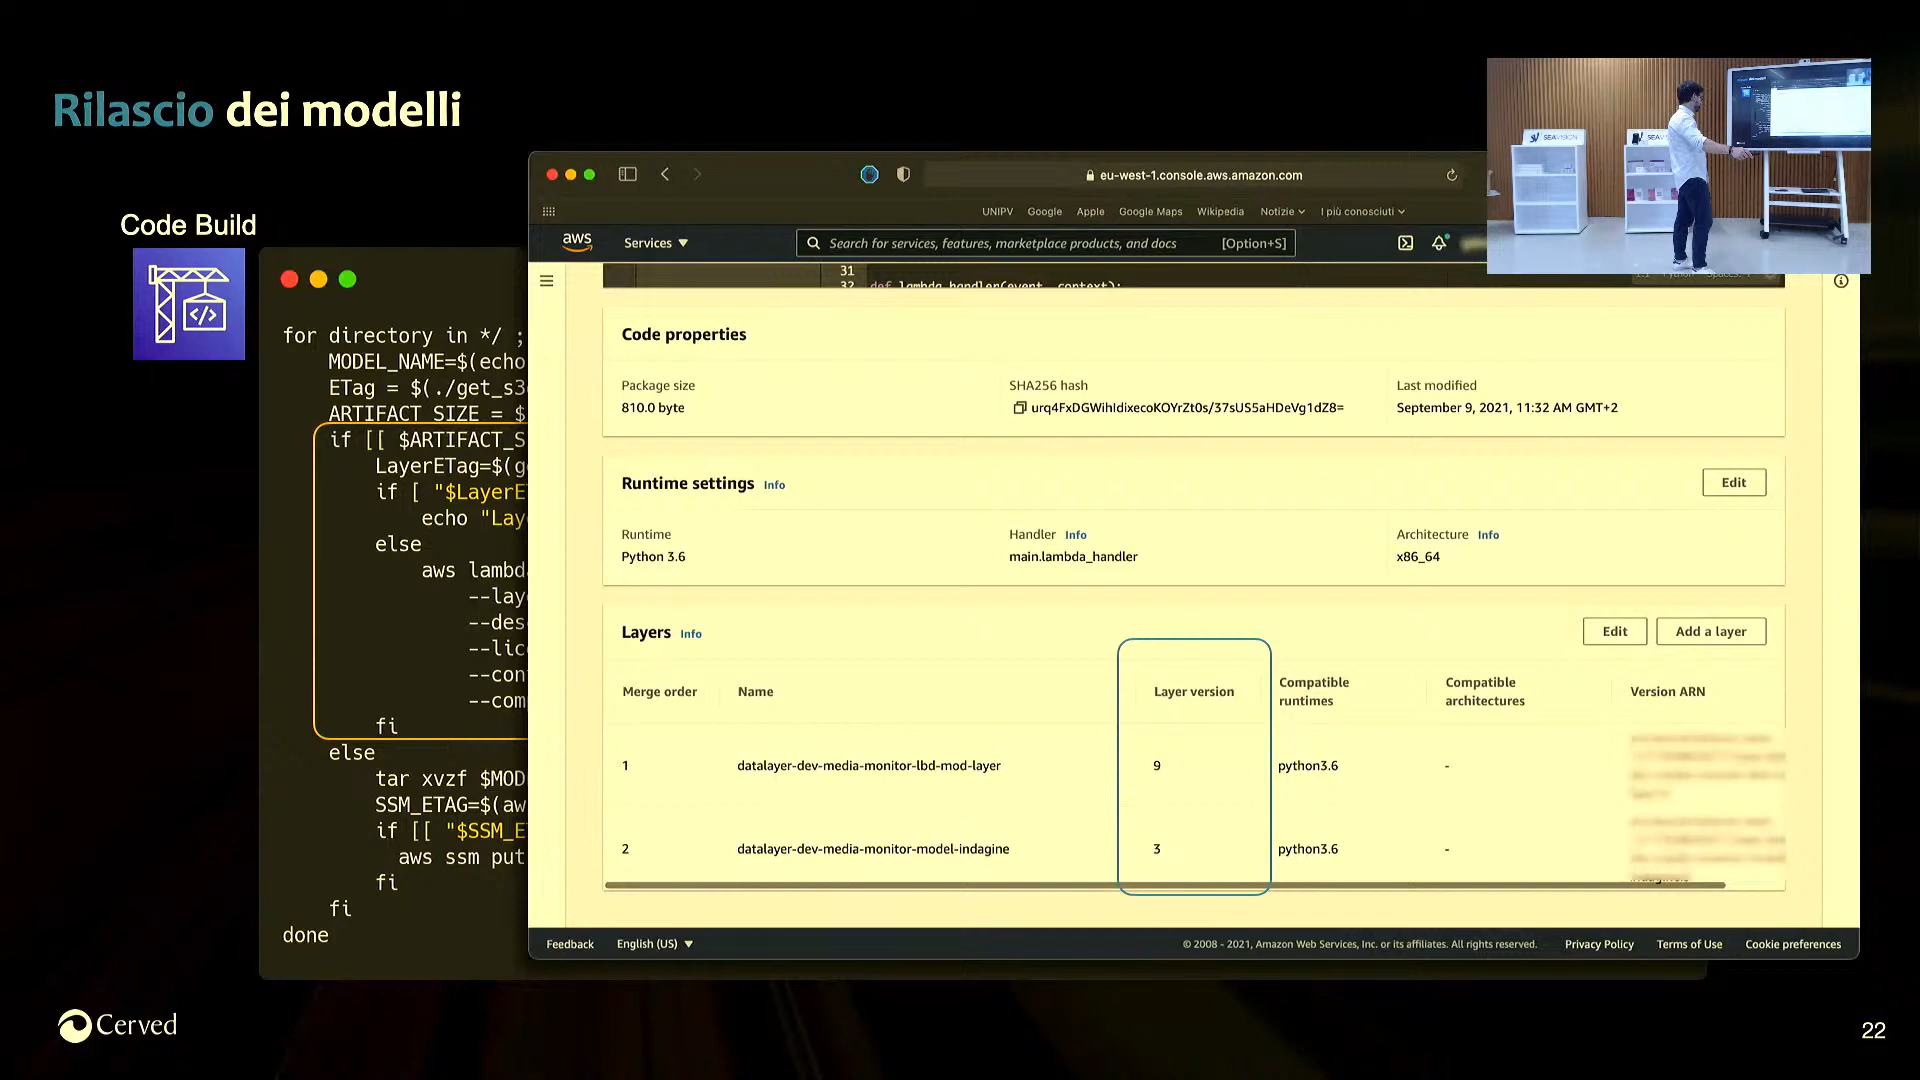 Rilascio dei modelli
Code Build
for directory in */ ;
MODEL_NAME=$(echo
ETag = $(./get_s3
ARTIFACT_SIZE = $
if [[ $ARTIFACT_S
LayerETag=$(g
if [ "$LayerE
echo "Lay
else
aws lambd
--lay
--des
--lic
--con
--com
fi
else
tar xvzf $MOD
SSM_ETAG=$(aw
if [[ "$SSM_E
aws ssm put
fi
fi
done
eu-west-1.console.aws.amazon.com
UNIPV Google Apple Google Maps Wikipedia Notizie I più conosciuti
aws Services Search for services, features, marketplace products, and docs [Option+S]
31
32 def lambda_handler(event, context):
Code properties
Package size SHA256 hash Last modified
810.0 byte urq4FxDGWihIdixecoKOYrZt0s/37sUS5aHDeVg1dZ8= September 9, 2021, 11:32 AM GMT+2
Runtime settings Info Edit
Runtime Handler Info Architecture Info
Python 3.6 main.lambda_handler x86_64
Layers Info Edit Add a layer
Merge order Name Layer version Compatible runtimes Compatible architectures Version ARN
1 datalayer-dev-media-monitor-lbd-mod-layer 9 python3.6 -
2 datalayer-dev-media-monitor-model-indagine 3 python3.6 -
Feedback English (US) © 2008 - 2021, Amazon Web Services, Inc. or its affiliates. All rights reserved. Privacy Policy Terms of Use Cookie preferences
SEAVISION
Cerved
22